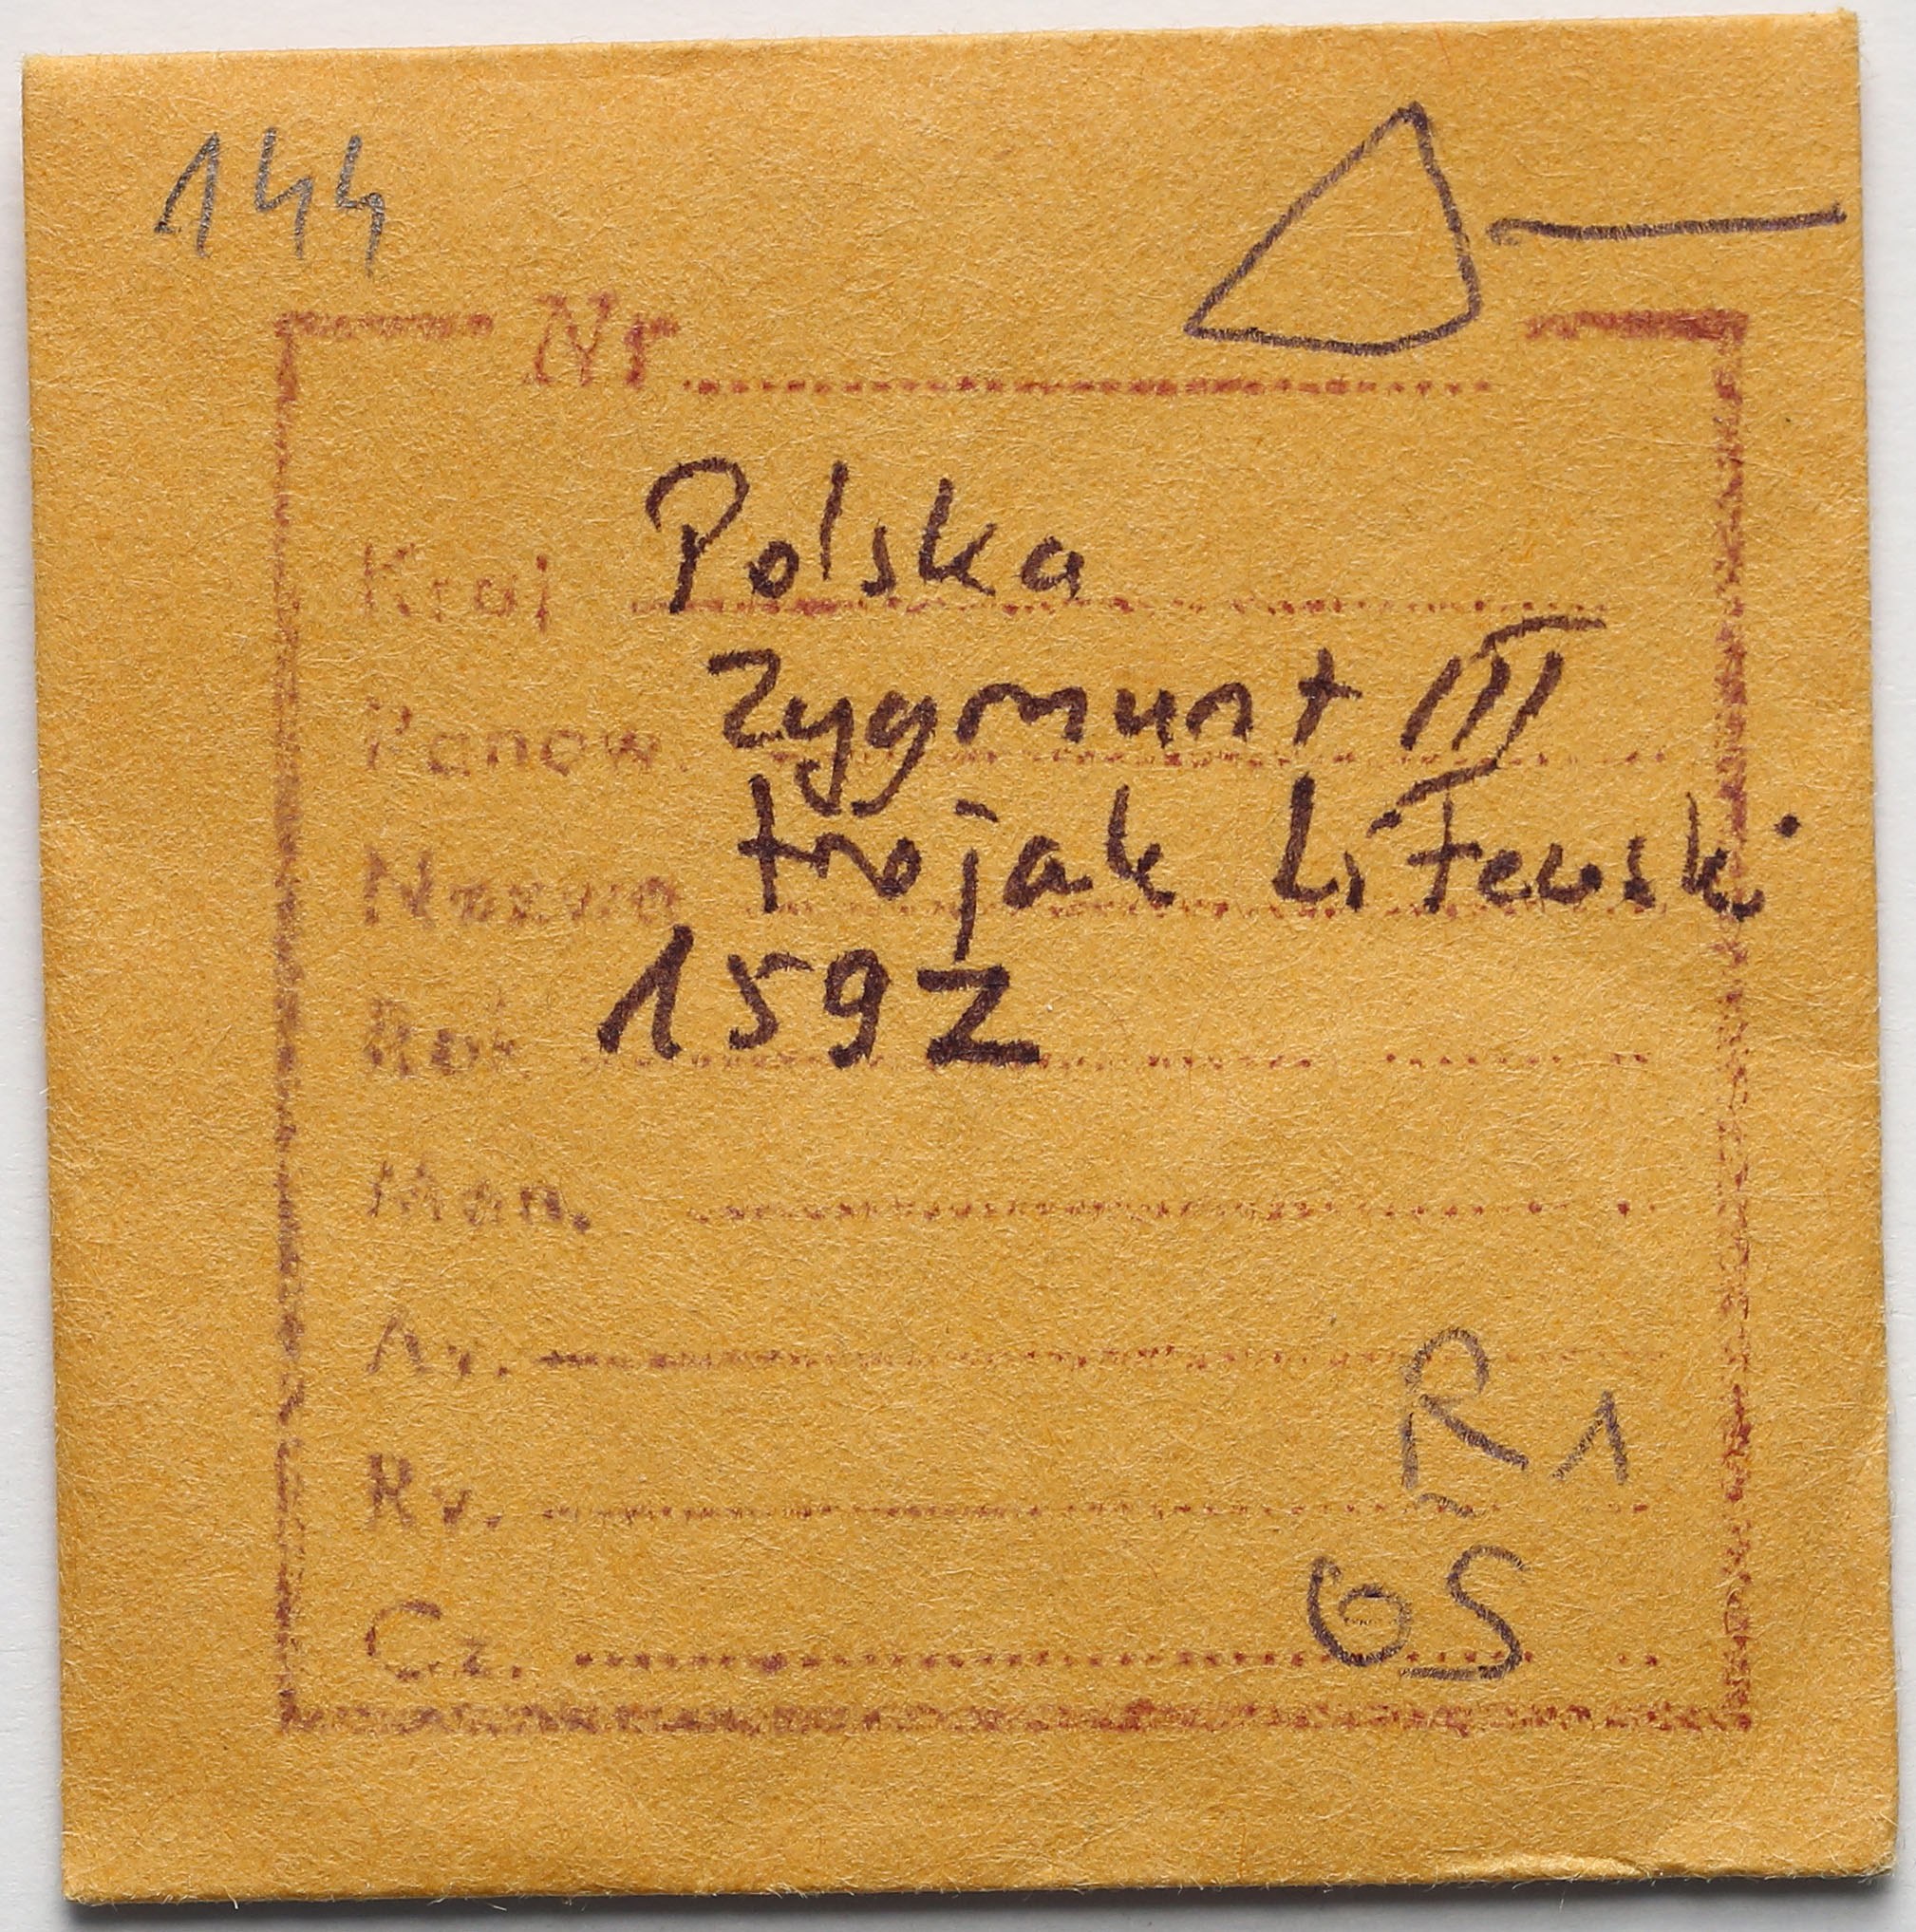 144
Nr
Kraj Polska
Panow. Zygmunt III
Nazwa trojak Litewski
Rok 1592
Men.
Av.
R1
Rv.
Cz. 65